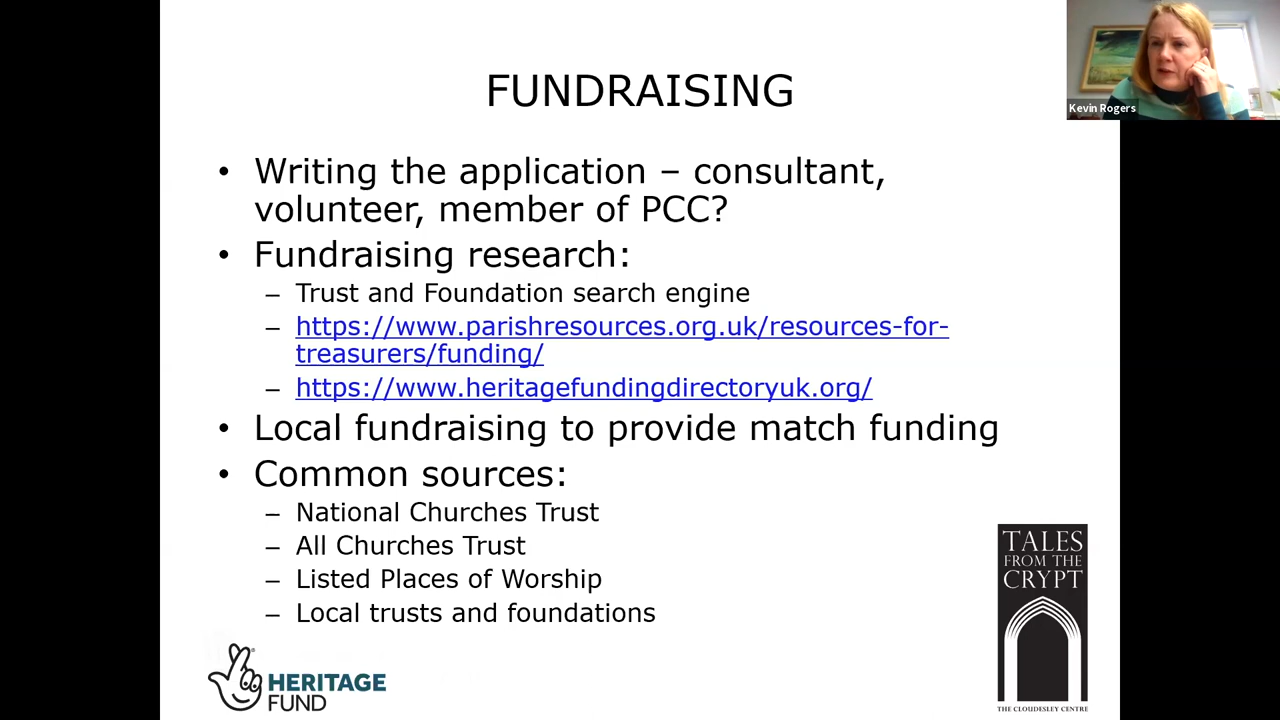 FUNDRAISING
Kevin Rogers
• Writing the application – consultant,
volunteer, member of PCC?
• Fundraising research:
– Trust and Foundation search engine
– https://www.parishresources.org.uk/resources-for-
treasurers/funding/
– https://www.heritagefundingdirectoryuk.org/
• Local fundraising to provide match funding
• Common sources:
– National Churches Trust
– All Churches Trust
– Listed Places of Worship
– Local trusts and foundations
TALES
FROM THE
CRYPT
THE CLOUDESLEY CENTRE
HERITAGE
FUND